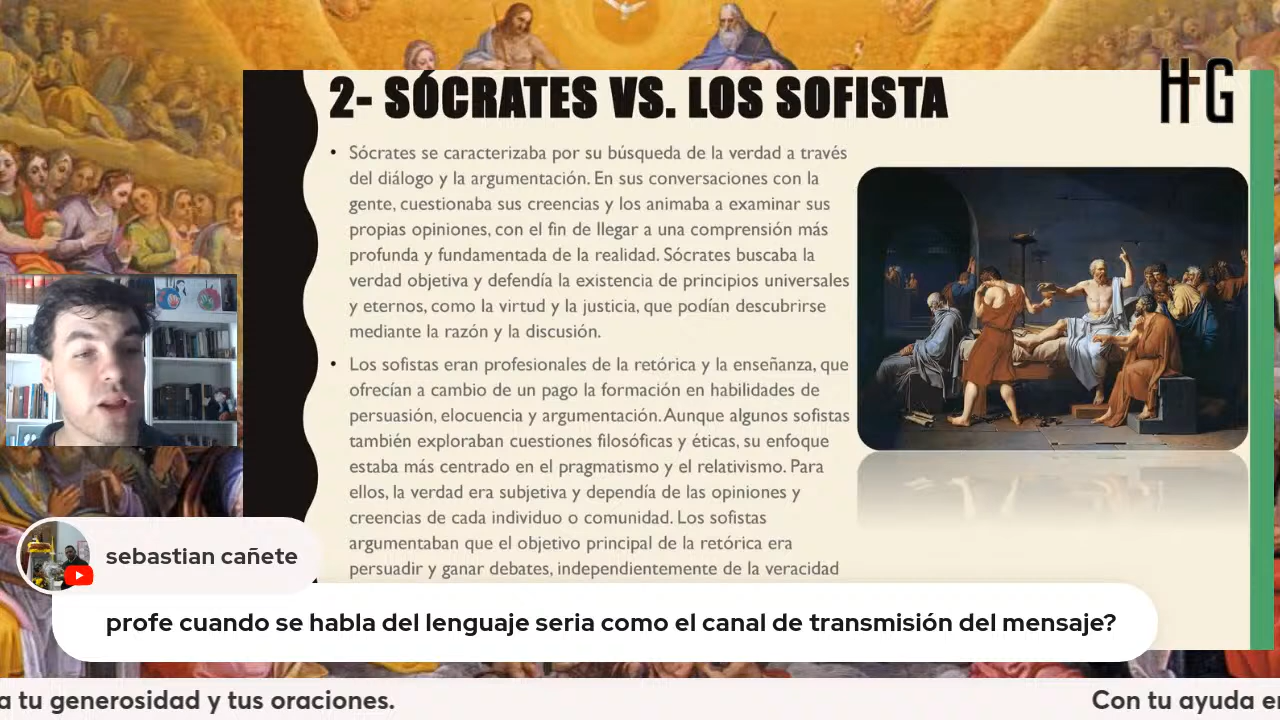 2- SÓCRATES VS. LOS SOFISTA
H+G
• Sócrates se caracterizaba por su búsqueda de la verdad a través
del diálogo y la argumentación. En sus conversaciones con la
gente, cuestionaba sus creencias y los animaba a examinar sus
propias opiniones, con el fin de llegar a una comprensión más
profunda y fundamentada de la realidad. Sócrates buscaba la
verdad objetiva y defendía la existencia de principios universales
y eternos, como la virtud y la justicia, que podían descubrirse
mediante la razón y la discusión.
• Los sofistas eran profesionales de la retórica y la enseñanza, que
ofrecían a cambio de un pago la formación en habilidades de
persuasión, elocuencia y argumentación. Aunque algunos sofistas
también exploraban cuestiones filosóficas y éticas, su enfoque
estaba más centrado en el pragmatismo y el relativismo. Para
ellos, la verdad era subjetiva y dependía de las opiniones y
creencias de cada individuo o comunidad. Los sofistas
argumentaban que el objetivo principal de la retórica era
persuadir y ganar debates, independientemente de la veracidad
sebastian cañete
profe cuando se habla del lenguaje seria como el canal de transmisión del mensaje?
a tu generosidad y tus oraciones.
Con tu ayuda